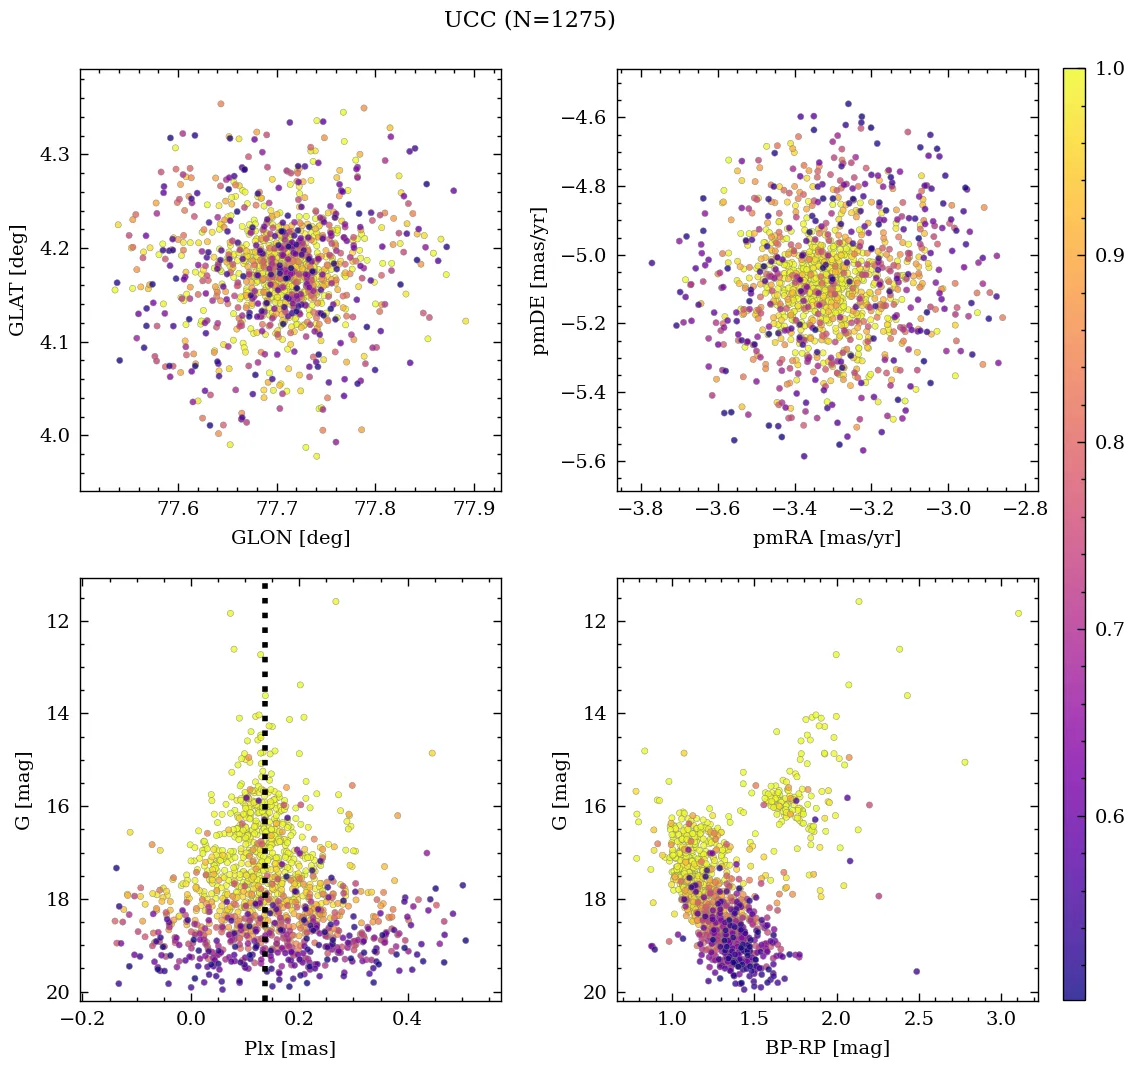 UCC (N=1275)
4.3
4.2
4.1
4.0
77.6 77.7 77.8 77.9
GLON [deg]
GLAT [deg]
−4.6
−4.8
−5.0
−5.2
−5.4
−5.6
−3.8 −3.6 −3.4 −3.2 −3.0 −2.8
pmRA [mas/yr]
pmDE [mas/yr]
1.0
0.9
0.8
0.7
0.6
12
14
16
18
20
−0.2 0.0 0.2 0.4
Plx [mas]
G [mag]
12
14
16
18
20
1.0 1.5 2.0 2.5 3.0
BP-RP [mag]
G [mag]